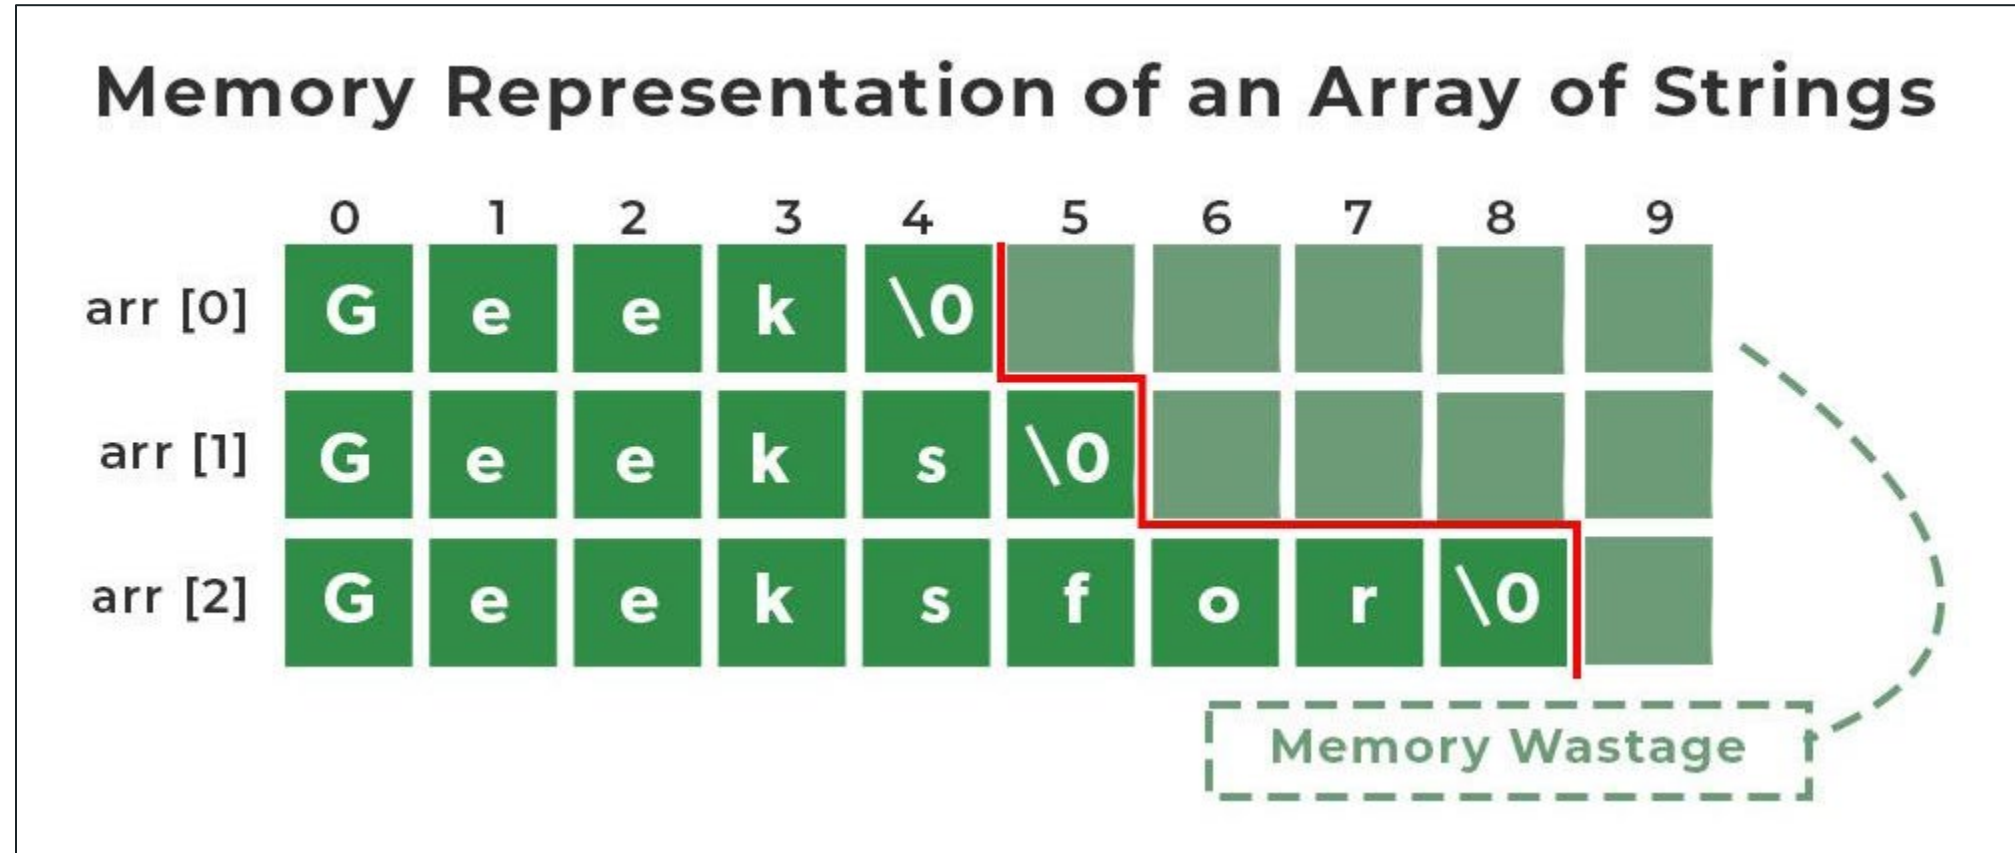 Memory Representation of an Array of Strings
0 1 2 3 4 5 6 7 8 9
arr [0] G e e k \0
arr [1] G e e k s \0
arr [2] G e e k s f o r \0
Memory Wastage